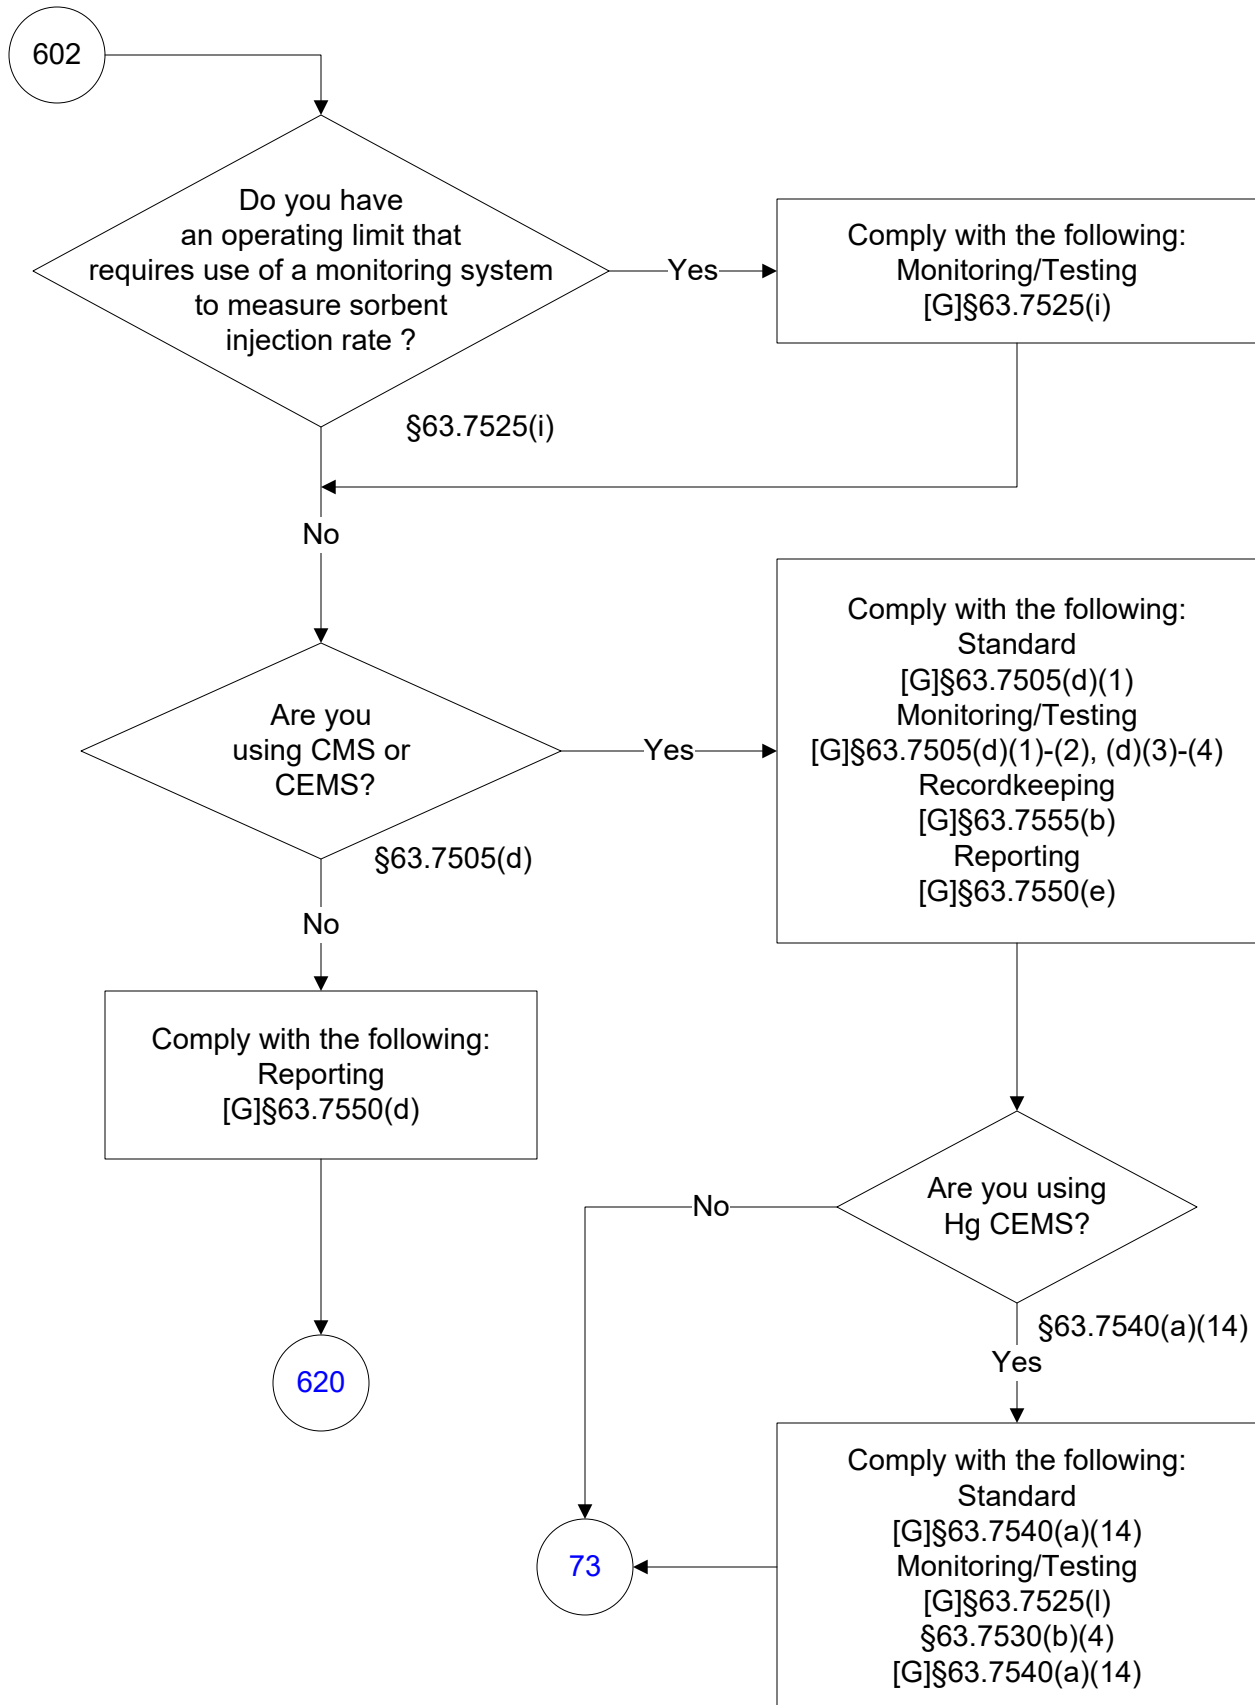 602
Do you have
an operating limit that
requires use of a monitoring system
to measure sorbent
injection rate ?
Yes
Comply with the following:
Monitoring/Testing
[G]§63.7525(i)
§63.7525(i)
No
Are you
using CMS or
CEMS?
Yes
§63.7505(d)
Comply with the following:
Standard
[G]§63.7505(d)(1)
Monitoring/Testing
[G]§63.7505(d)(1)-(2), (d)(3)-(4)
Recordkeeping
[G]§63.7555(b)
Reporting
[G]§63.7550(e)
No
Comply with the following:
Reporting
[G]§63.7550(d)
620
Are you using
Hg CEMS?
No
§63.7540(a)(14)
Yes
73
Comply with the following:
Standard
[G]§63.7540(a)(14)
Monitoring/Testing
[G]§63.7525(l)
§63.7530(b)(4)
[G]§63.7540(a)(14)